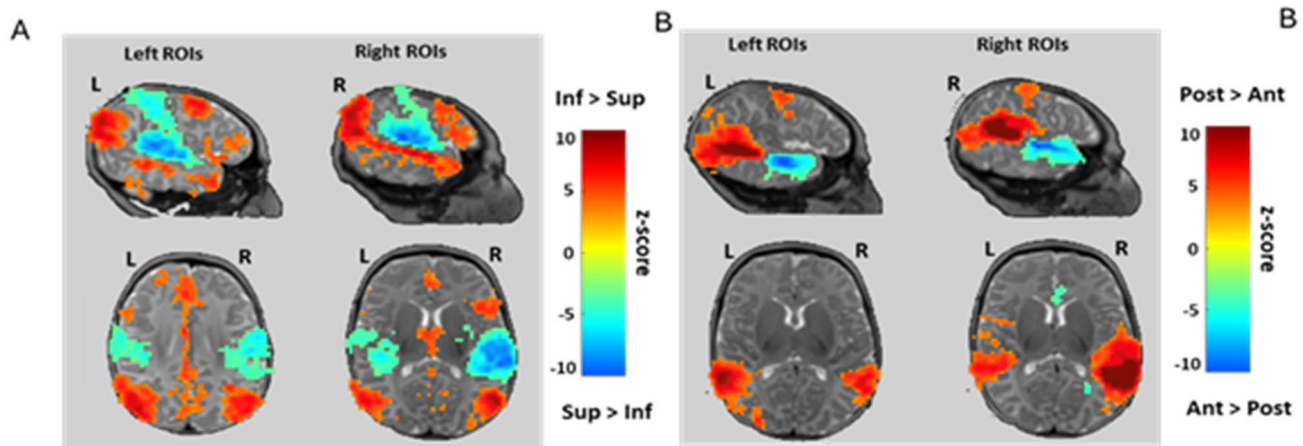 A
Left ROIs
Right ROIs
L
R
Inf > Sup
10
5
0
-5
-10
z-score
L
R
L
R
Sup > Inf
B
Left ROIs
Right ROIs
L
R
Post > Ant
10
5
0
-5
-10
z-score
L
R
L
R
Ant > Post
B